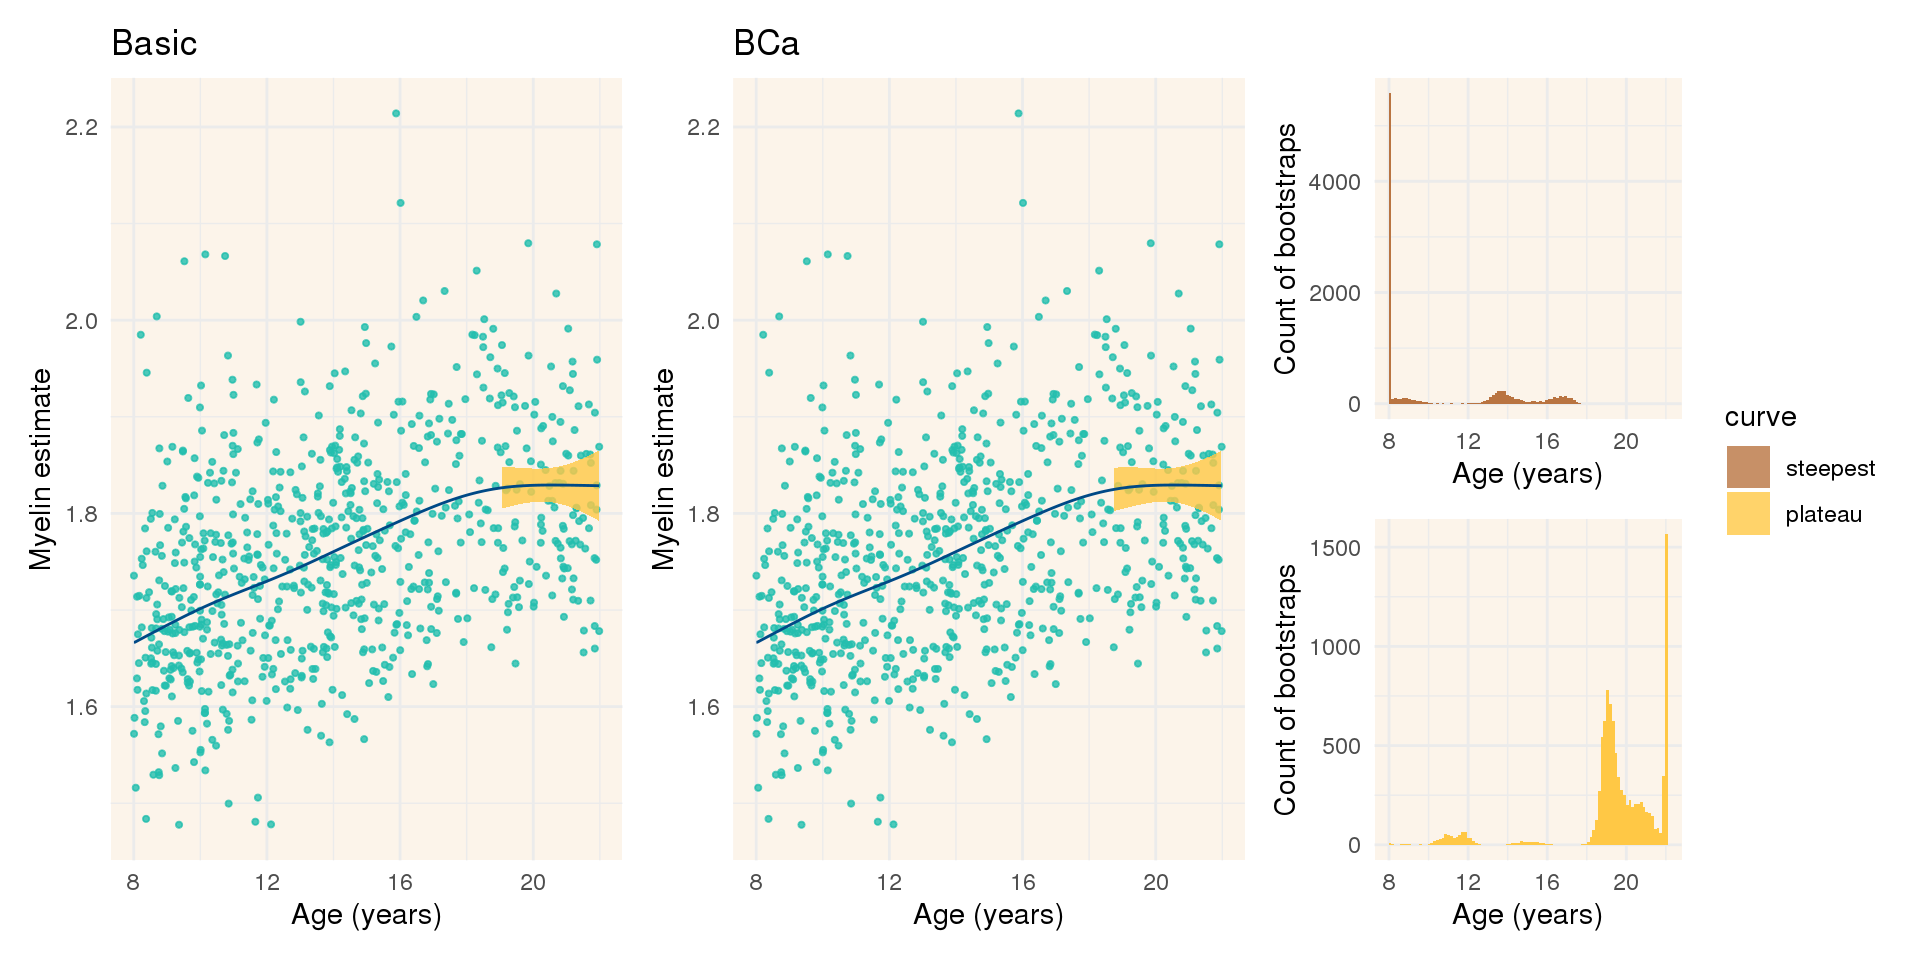 Basic
Myelin estimate
2.2
2.0
1.8
1.6
8 12 16 20
Age (years)
BCa
Myelin estimate
2.2
2.0
1.8
1.6
8 12 16 20
Age (years)
Count of bootstraps
4000
2000
0
8 12 16 20
Age (years)
Count of bootstraps
1500
1000
500
0
8 12 16 20
Age (years)
curve
steepest
plateau